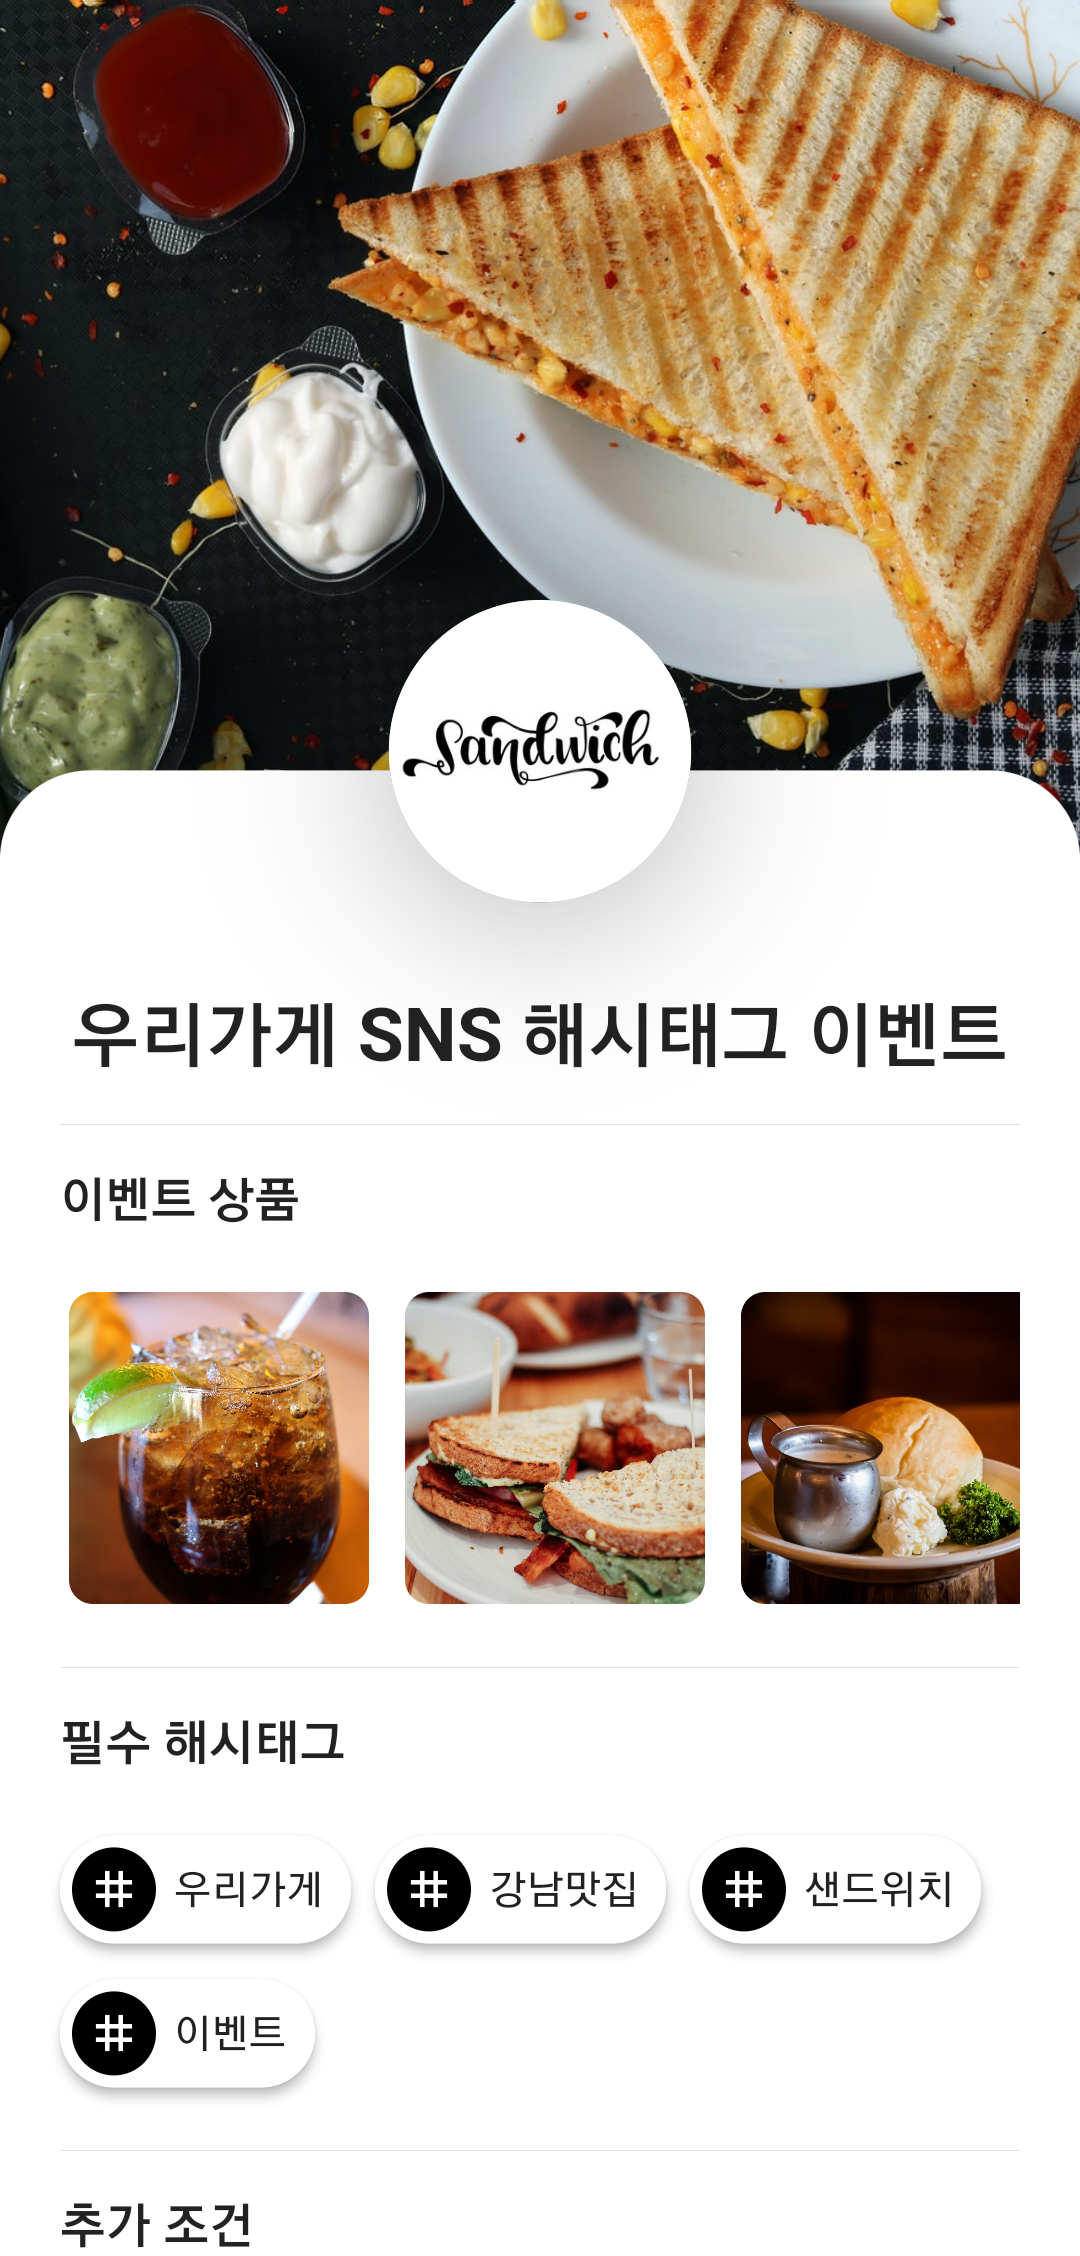 Sandwich
우리가게 SNS 해시태그 이벤트
이벤트 상품
필수 해시태그
# 우리가게
# 강남맛집
# 샌드위치
# 이벤트
추가 조건